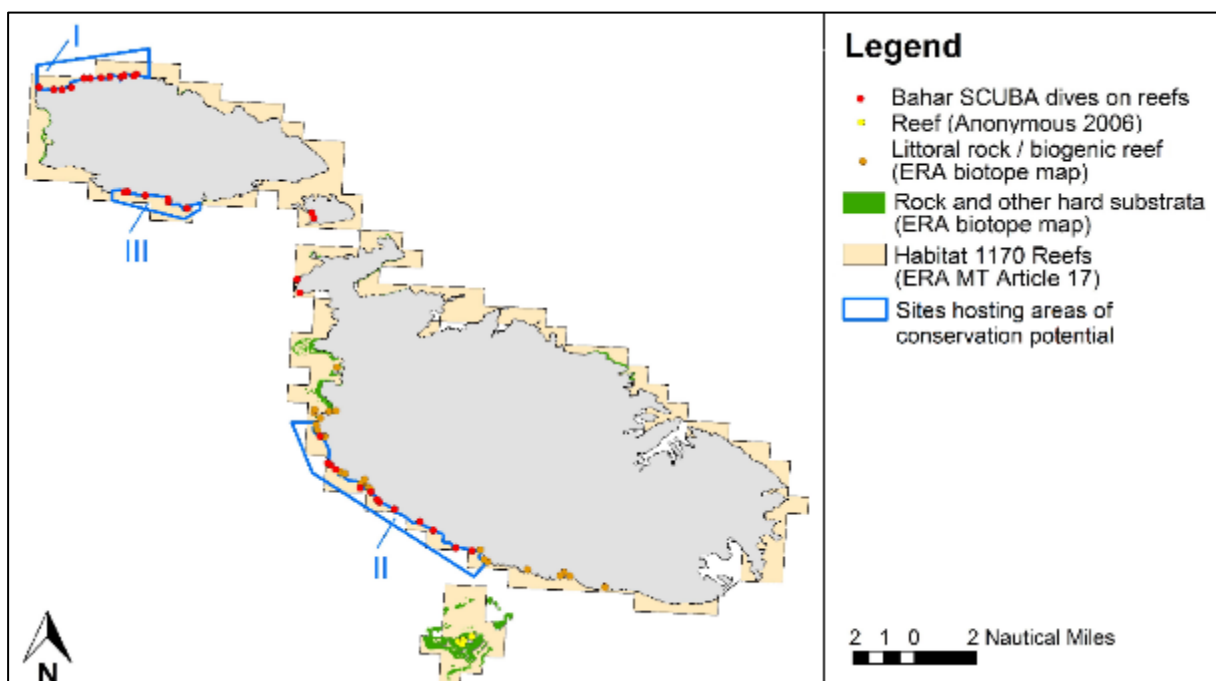 I
III
II
N
Legend
Bahar SCUBA dives on reefs
Reef (Anonymous 2006)
Littoral rock / biogenic reef
(ERA biotope map)
Rock and other hard substrata
(ERA biotope map)
Habitat 1170 Reefs
(ERA MT Article 17)
Sites hosting areas of
conservation potential
2 1 0 2 Nautical Miles